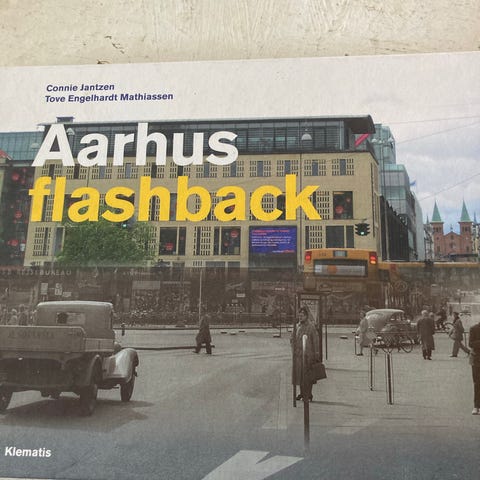 Connie Jantzen
Tove Engelhardt Mathiassen
Aarhus
flashback
Klematis